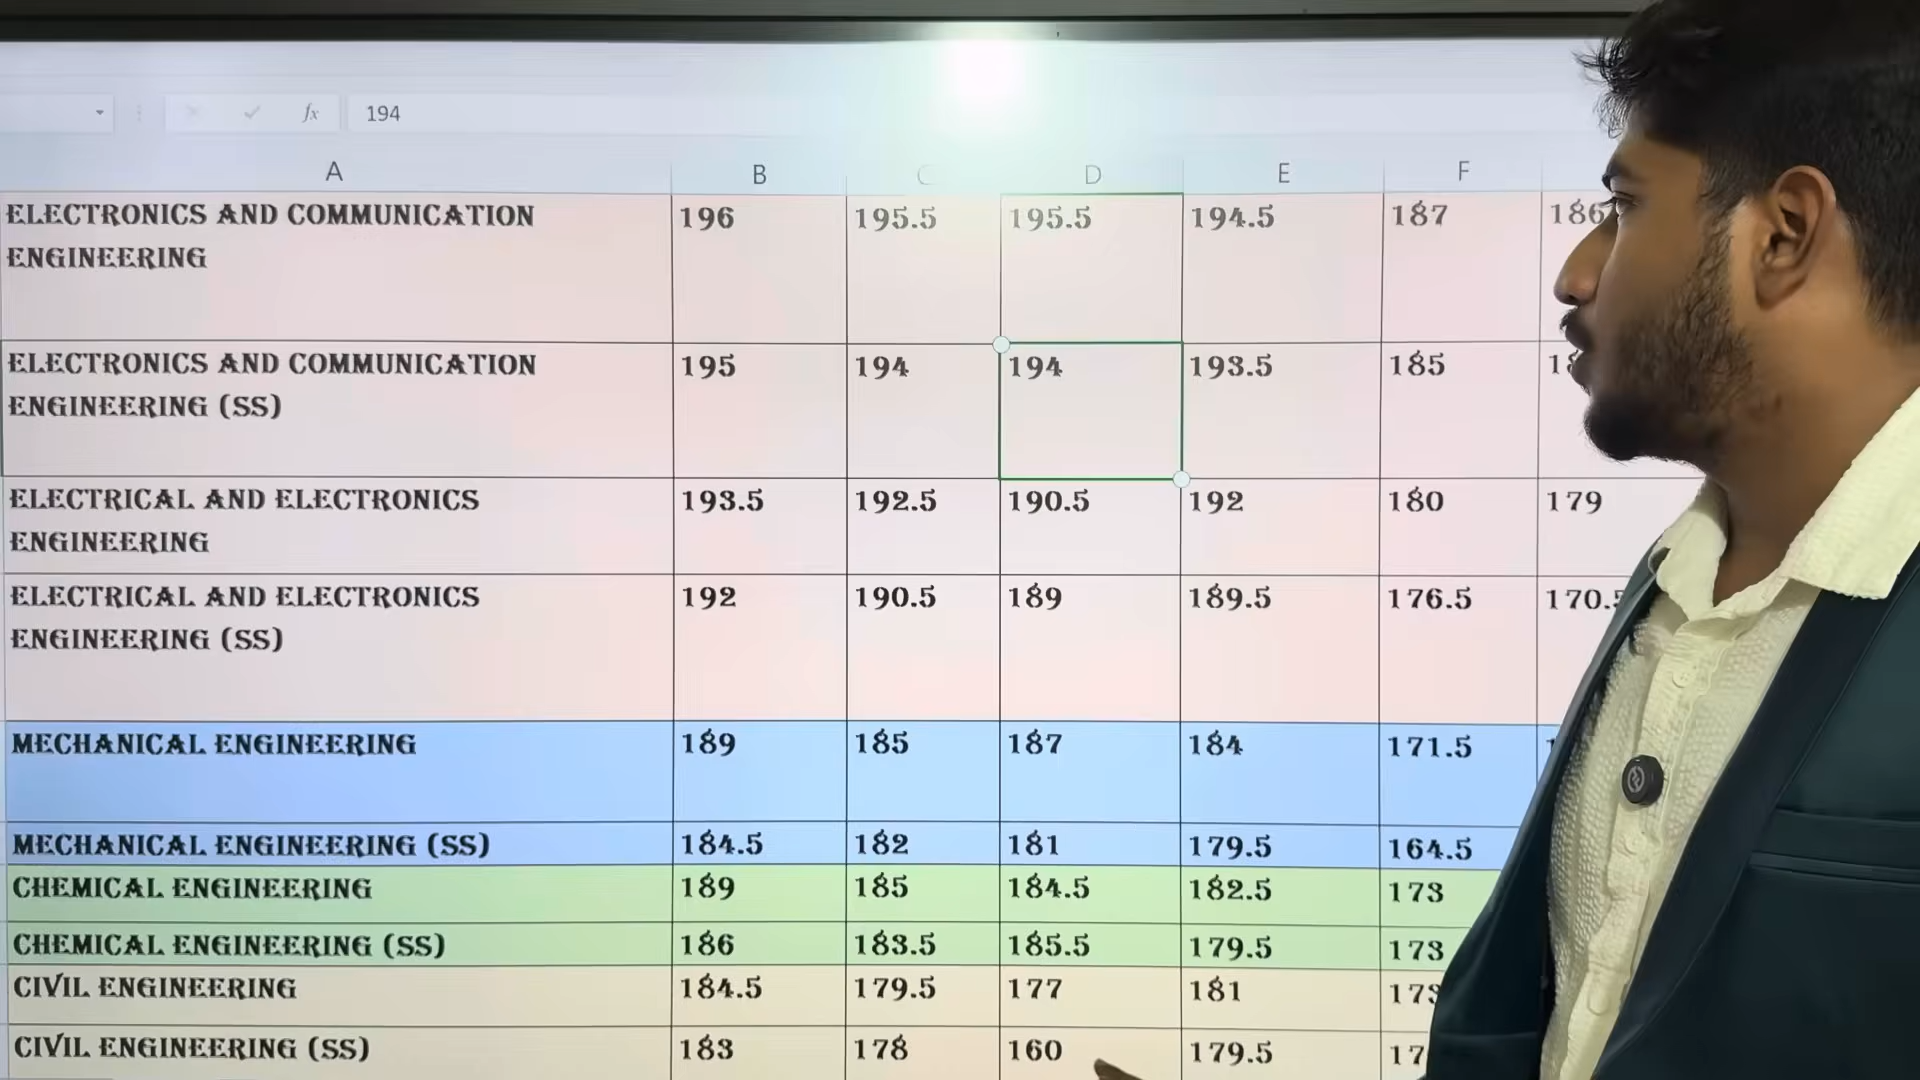 fx 194
A B C D E F
ELECTRONICS AND COMMUNICATION ENGINEERING 196 195.5 195.5 194.5 187 186
ELECTRONICS AND COMMUNICATION ENGINEERING (SS) 195 194 194 193.5 185
ELECTRICAL AND ELECTRONICS ENGINEERING 193.5 192.5 190.5 192 180 179
ELECTRICAL AND ELECTRONICS ENGINEERING (SS) 192 190.5 189 189.5 176.5 170.5
MECHANICAL ENGINEERING 189 185 187 184 171.5
MECHANICAL ENGINEERING (SS) 184.5 182 181 179.5 164.5
CHEMICAL ENGINEERING 189 185 184.5 182.5 173
CHEMICAL ENGINEERING (SS) 186 183.5 185.5 179.5 173
CIVIL ENGINEERING 184.5 179.5 177 181
CIVIL ENGINEERING (SS) 183 178 160 179.5